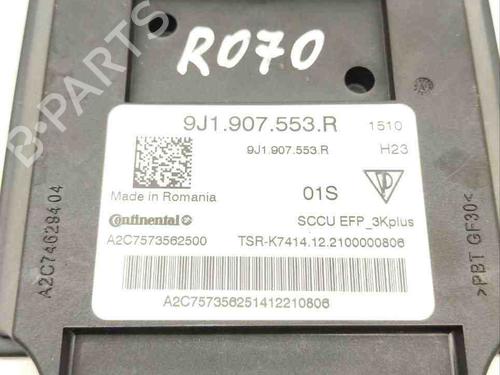 R070
B-PARTS
9J1.907.553.R 1510
9J1.907.553.R H23
Made in Romania 01S
Continental SCCU EFP_3Kplus
A2C7573562500 TSR-K7414.12.2100000806
A2C757356251412210806
A2C74628404
>PBT GF30<